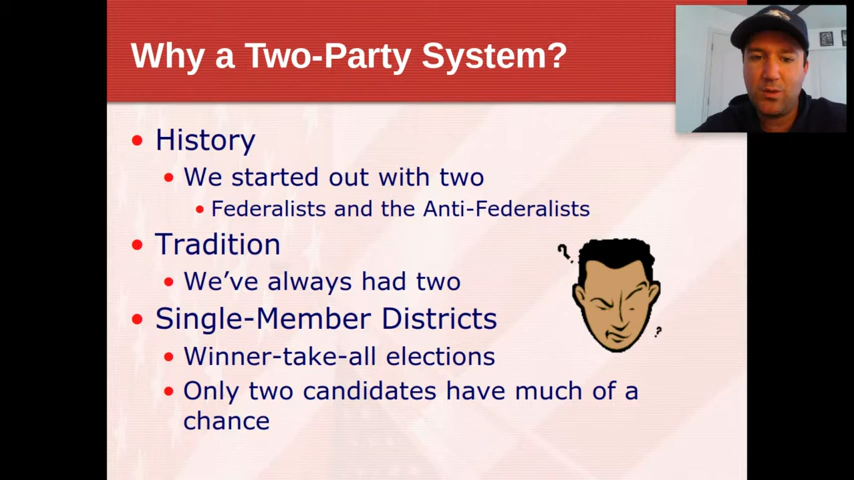 Why a Two-Party System?
• History
• We started out with two
• Federalists and the Anti-Federalists
• Tradition
• We’ve always had two
• Single-Member Districts
• Winner-take-all elections
• Only two candidates have much of a
chance
?
?